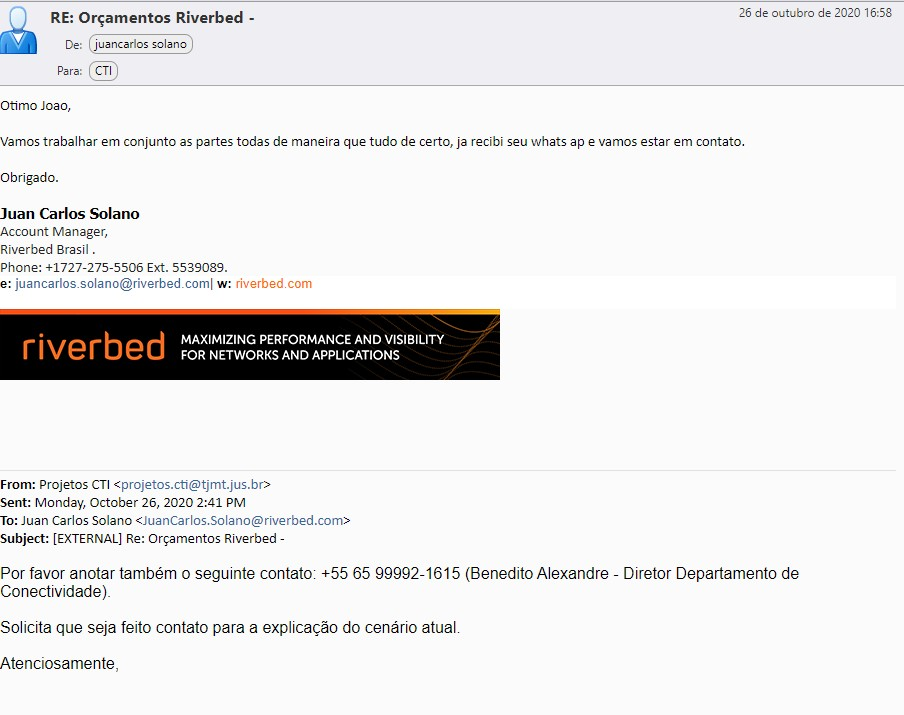 RE: Orçamentos Riverbed -
26 de outubro de 2020 16:58
De: juancarlos solano
Para: CTI
Otimo Joao,
Vamos trabalhar em conjunto as partes todas de maneira que tudo de certo, ja recibi seu whats ap e vamos estar em contato.
Obrigado.
Juan Carlos Solano
Account Manager,
Riverbed Brasil .
Phone: +1727-275-5506 Ext. 5539089.
e: juancarlos.solano@riverbed.com| w: riverbed.com
riverbed
MAXIMIZING PERFORMANCE AND VISIBILITY
FOR NETWORKS AND APPLICATIONS
From: Projetos CTI <projetos.cti@tjmt.jus.br>
Sent: Monday, October 26, 2020 2:41 PM
To: Juan Carlos Solano <JuanCarlos.Solano@riverbed.com>
Subject: [EXTERNAL] Re: Orçamentos Riverbed -
Por favor anotar também o seguinte contato: +55 65 99992-1615 (Benedito Alexandre - Diretor Departamento de
Conectividade).
Solicita que seja feito contato para a explicação do cenário atual.
Atenciosamente,